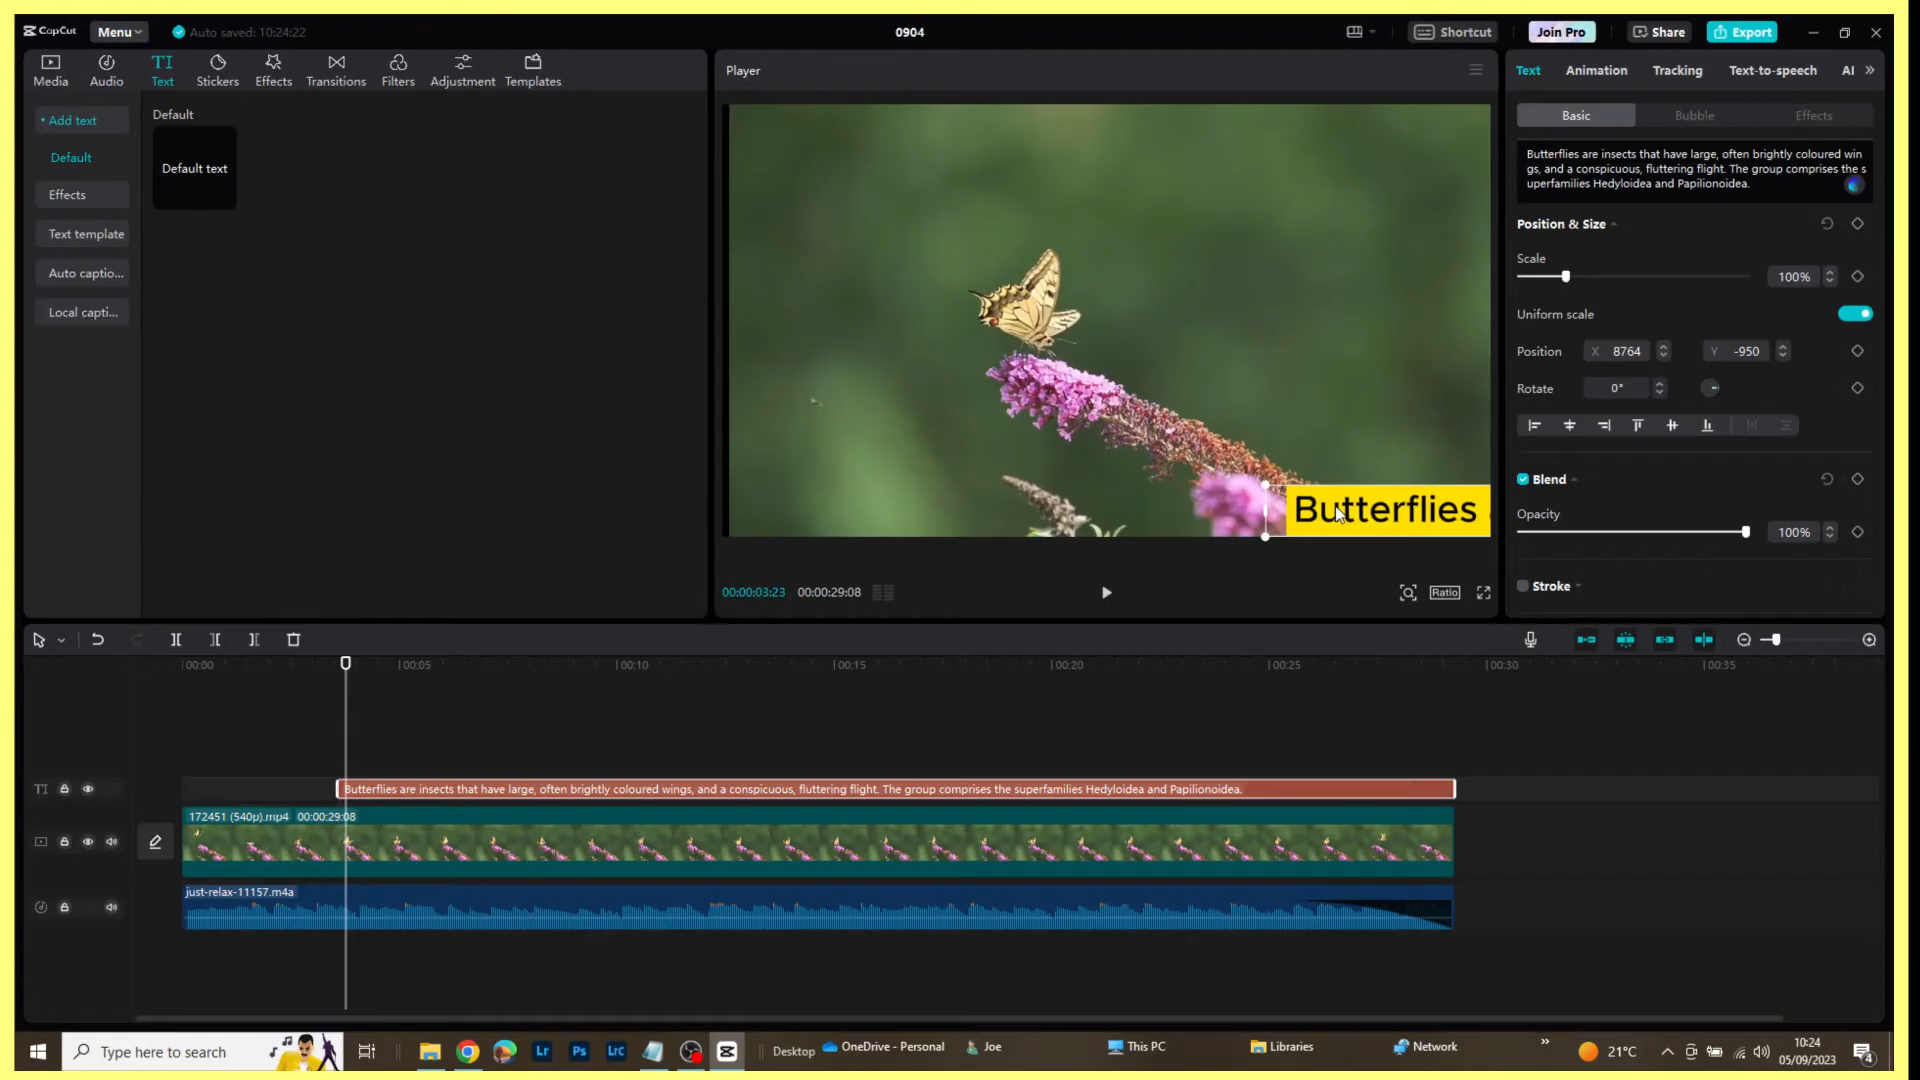 CapCut
Menu
Auto saved: 10:24:22
0904
Shortcut
Join Pro
Share
Export
Media
Audio
Text
Stickers
Effects
Transitions
Filters
Adjustment
Templates
Add text
Default
Effects
Text template
Auto captio...
Local capti...
Default
Default text
Player
Butterflies
00:00:03:23
00:00:29:08
Ratio
Text
Animation
Tracking
Text-to-speech
AI
Basic
Bubble
Effects
Butterflies are insects that have large, often brightly coloured win
gs, and a conspicuous, fluttering flight. The group comprises the s
uperfamilies Hedyloidea and Papilionoidea.
Position & Size
Scale
100%
Uniform scale
Position
X 8764
Y -950
Rotate
0°
Blend
Opacity
100%
Stroke
00:00
00:05
00:10
00:15
00:20
00:25
00:30
00:35
TI
Butterflies are insects that have large, often brightly coloured wings, and a conspicuous, fluttering flight. The group comprises the superfamilies Hedyloidea and Papilionoidea.
172451 (540p).mp4 00:00:29:08
just-relax-11157.m4a
Type here to search
Lr
Ps
LrC
Desktop
OneDrive - Personal
Joe
This PC
Libraries
Network
21°C
10:24
05/09/2023
4